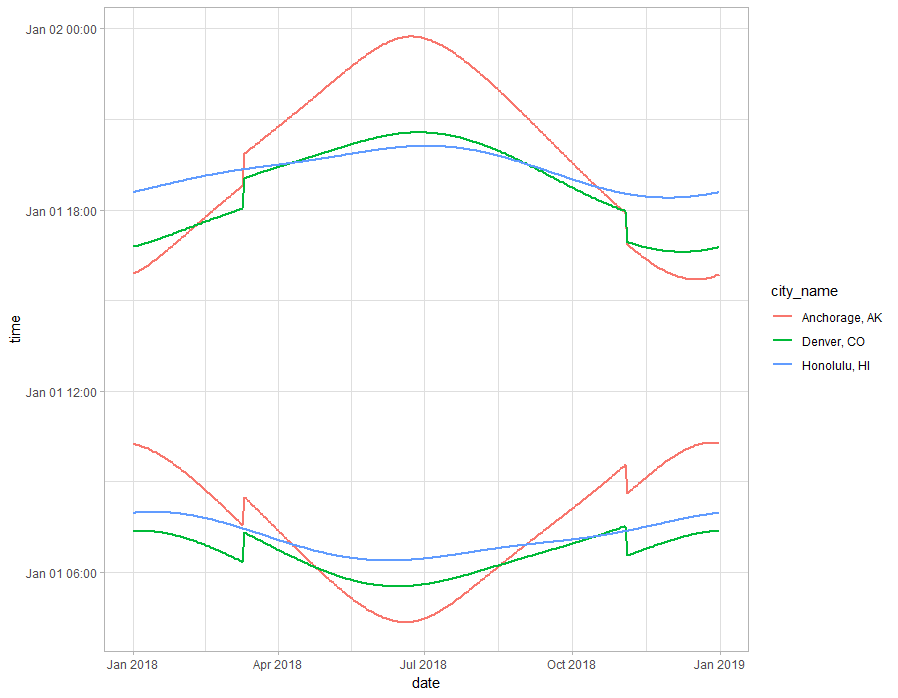 Jan 02 00:00
Jan 01 18:00
Jan 01 12:00
Jan 01 06:00
time
Jan 2018
Apr 2018
Jul 2018
Oct 2018
Jan 2019
date
city_name
Anchorage, AK
Denver, CO
Honolulu, HI